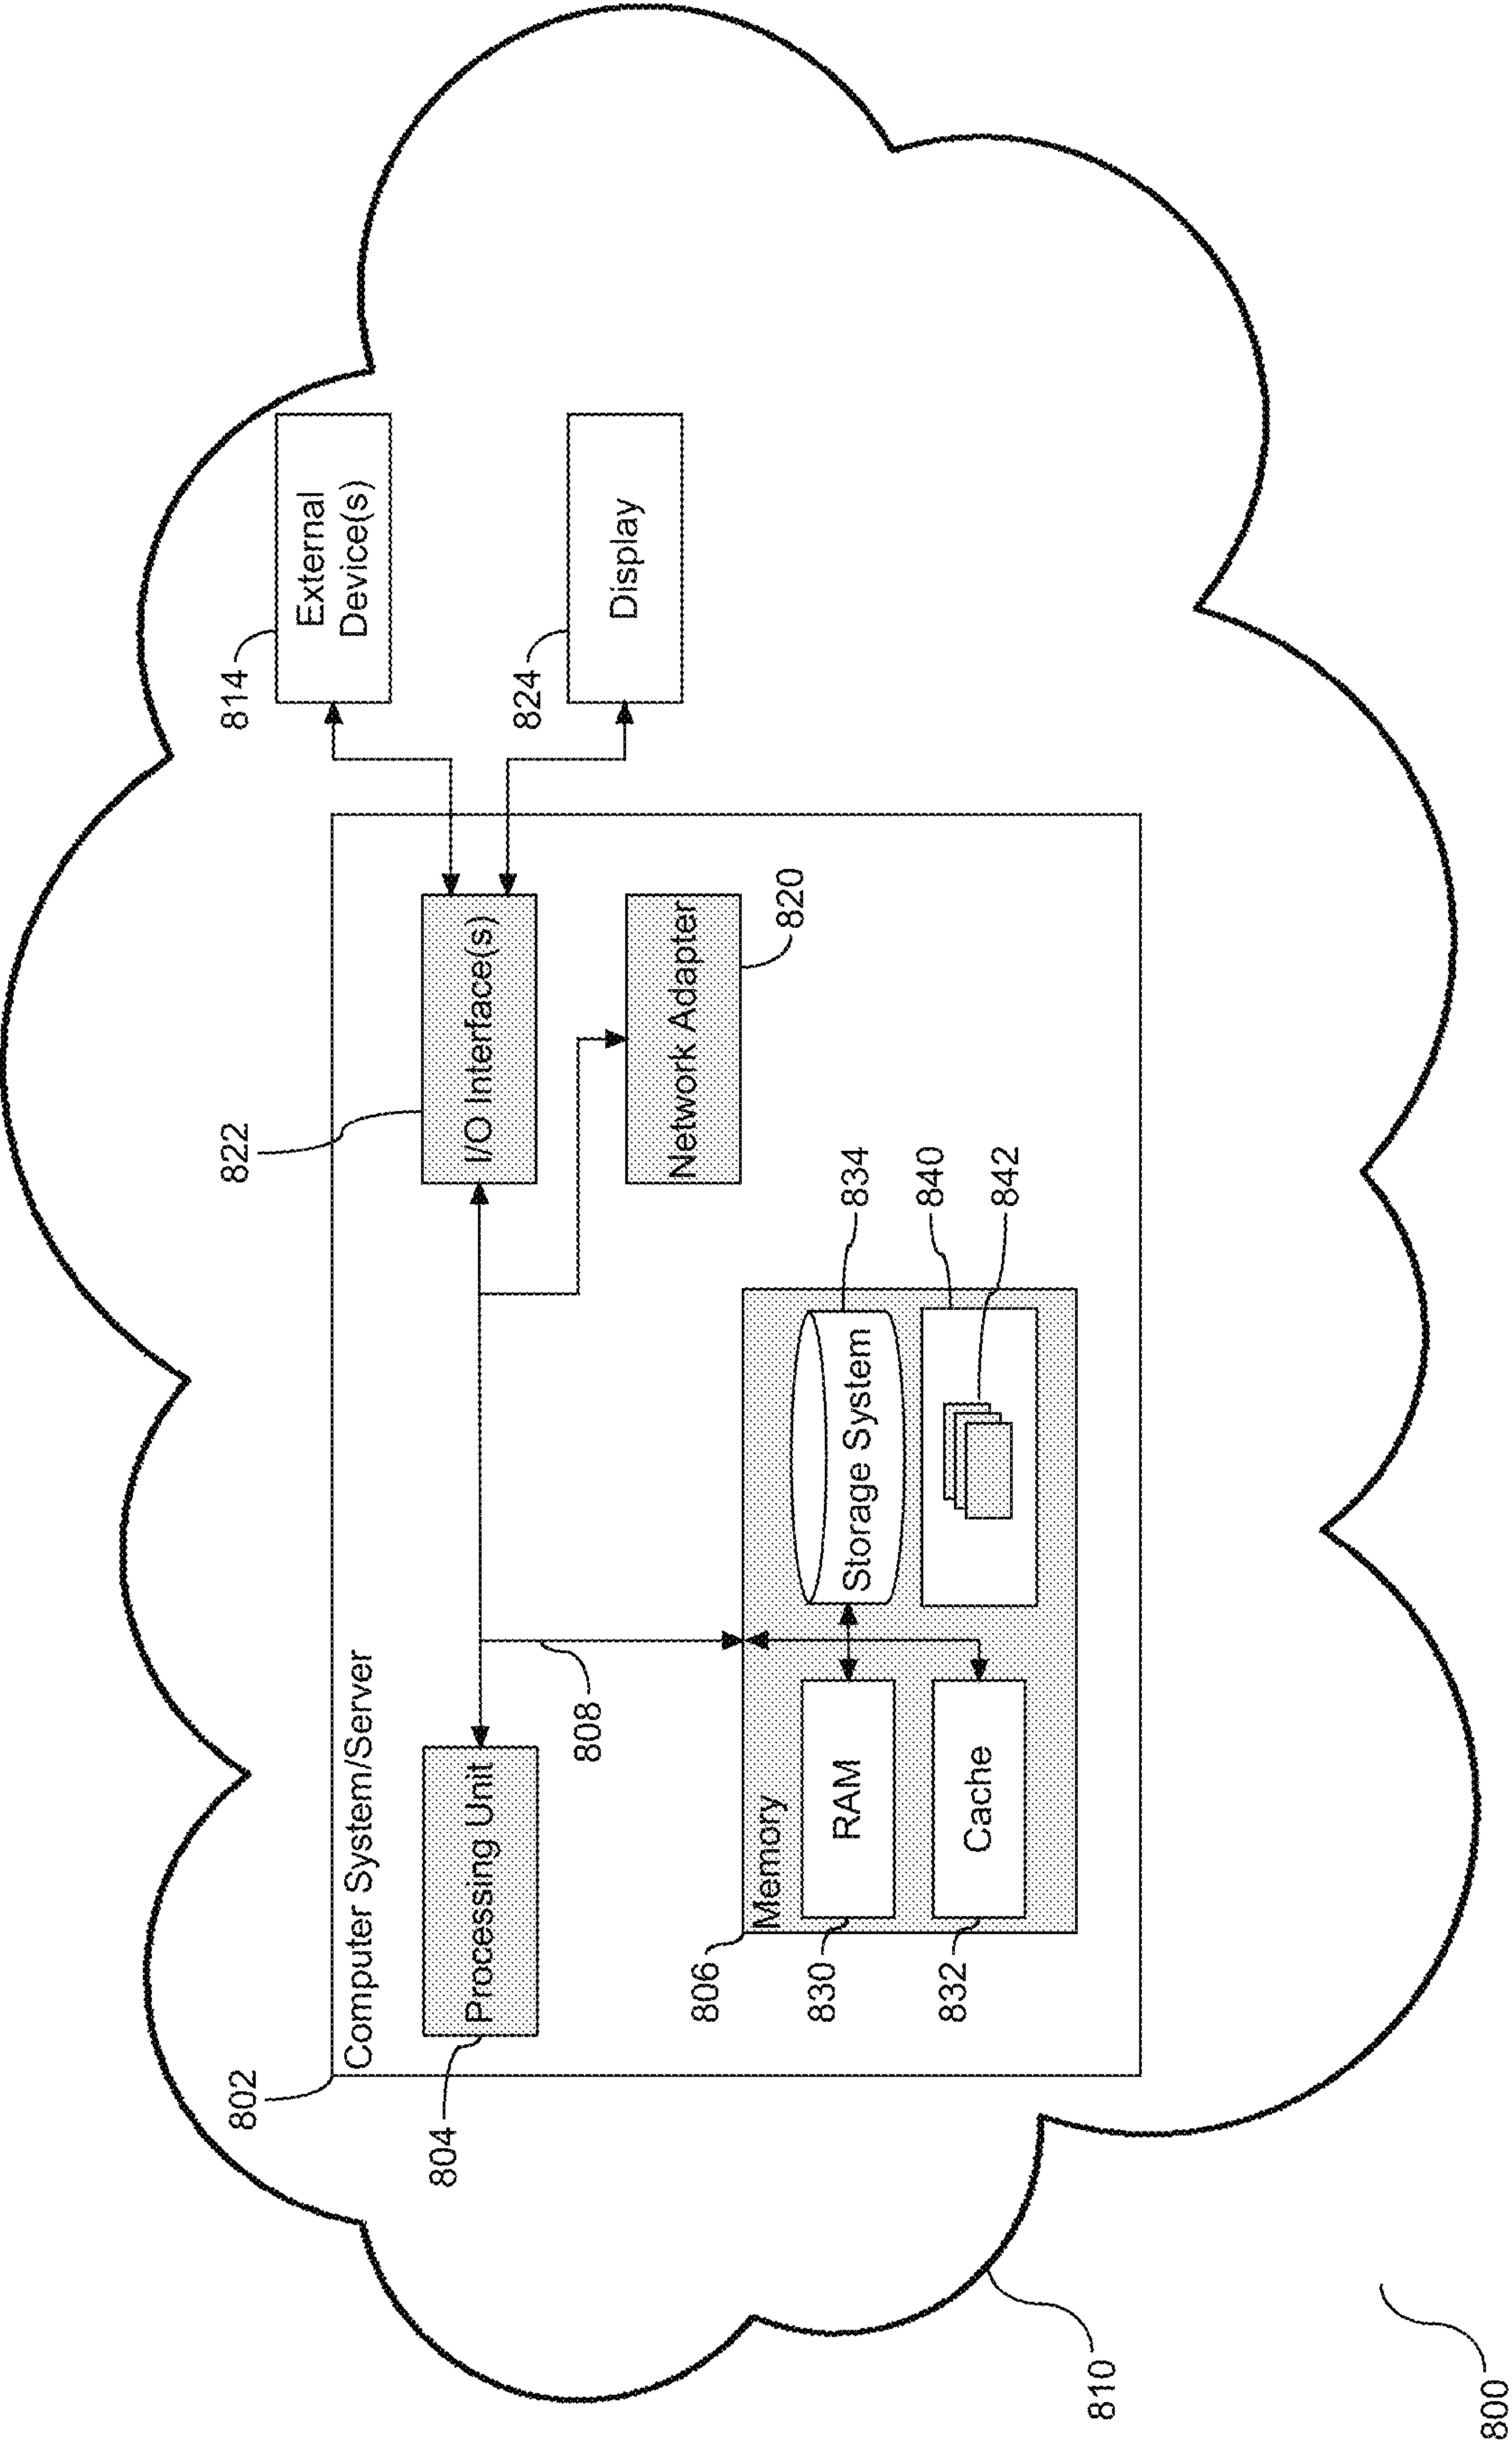 800
810
802
Computer System/Server
804
Processing Unit
808
822
I/O Interface(s)
814
External
Device(s)
824
Display
Network Adapter
820
806
Memory
830
RAM
832
Cache
Storage System
834
840
842